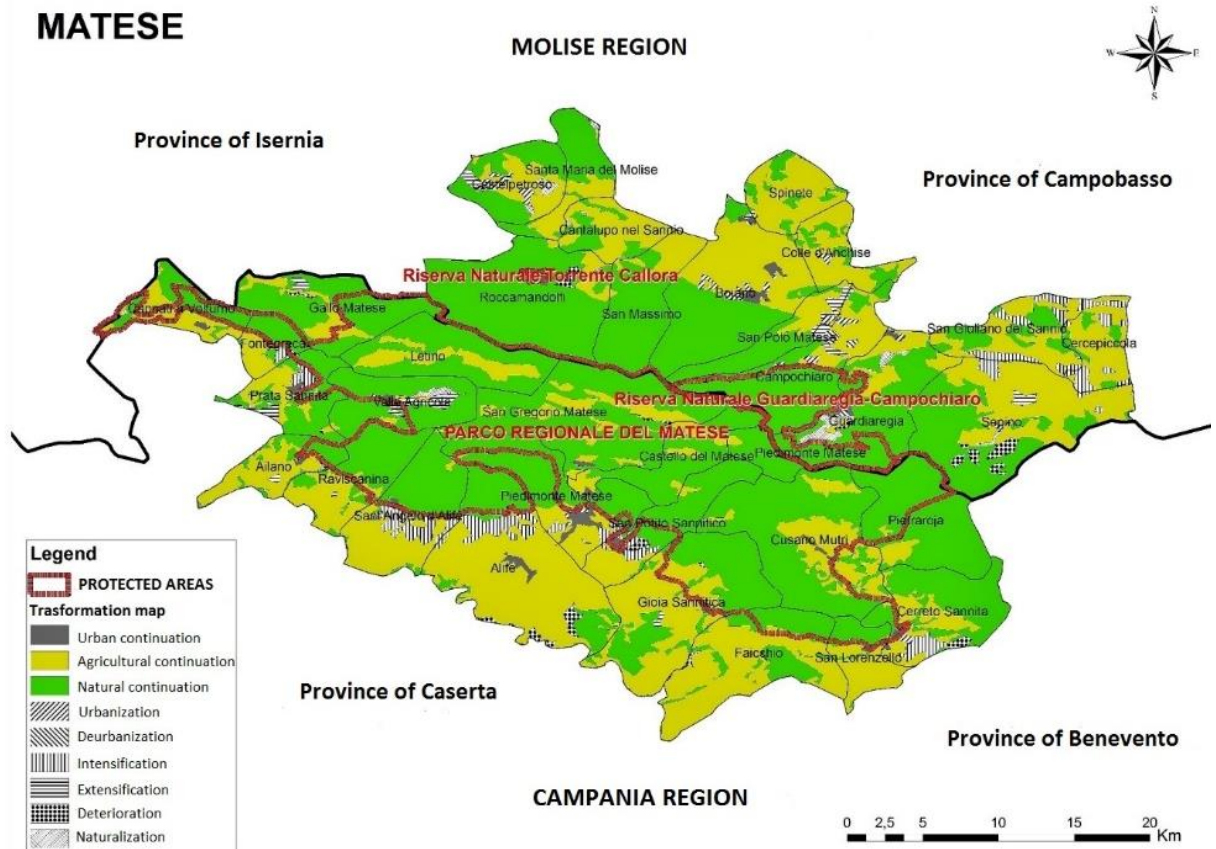 MATESE
MOLISE REGION
N
W
E
S
Province of Isernia
Province of Campobasso
Santa Maria del Molise
Castelpetroso
Spinete
Cantalupo nel Sannio
Colle d'Anchise
Riserva Naturale Torrente Callora
Roccamandolfi
Bojano
San Massimo
Capriati a Volturno
Gallo Matese
San Polo Matese
San Giuliano del Sannio
Cercepiccola
Fontegreca
Letino
Campochiaro
Prata Sannita
Valle Agricola
Riserva Naturale Guardiaregia-Campochiaro
San Gregorio Matese
Guardiaregia
Sepino
PARCO REGIONALE DEL MATESE
Castello del Matese
Piedimonte Matese
Ailano
Raviscanina
Piedimonte Matese
Sant'Angelo d'Alife
San Potito Sannitico
Pietraroja
Cusano Mutri
Alife
Gioia Sannitica
Cerreto Sannita
Faicchio
San Lorenzello
Province of Caserta
Province of Benevento
CAMPANIA REGION
Legend
PROTECTED AREAS
Trasformation map
Urban continuation
Agricultural continuation
Natural continuation
Urbanization
Deurbanization
Intensification
Extensification
Deterioration
Naturalization
0 2,5 5 10 15 20
Km